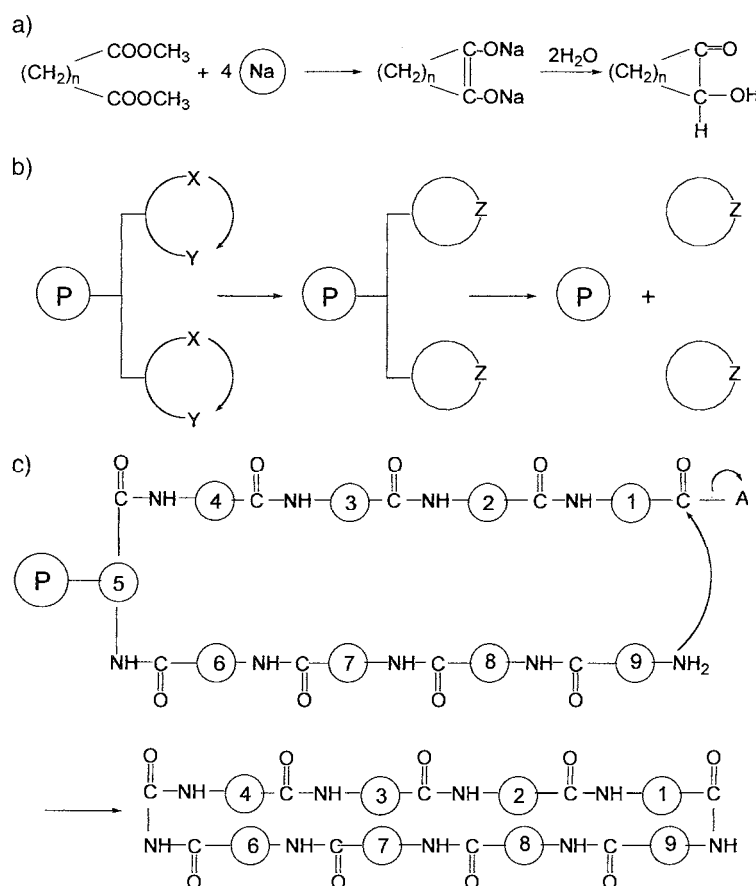 a)
COOCH₃
(CH₂)n + 4 Na
COOCH₃
C-ONa
(CH₂)n
C-ONa
2H₂O
C=O
(CH₂)n
C-OH
H
b)
X Z Z
Y
P P P +
X Z Z
Y
c)
O O O O O
C NH 4 C NH 3 C NH 2 C NH 1 C A
P 5
NH C 6 NH C 7 NH C 8 NH C 9 NH₂
O O O O
O O O O O
C NH 4 C NH 3 C NH 2 C NH 1 C
NH C 6 NH C 7 NH C 8 NH C 9 NH
O O O O